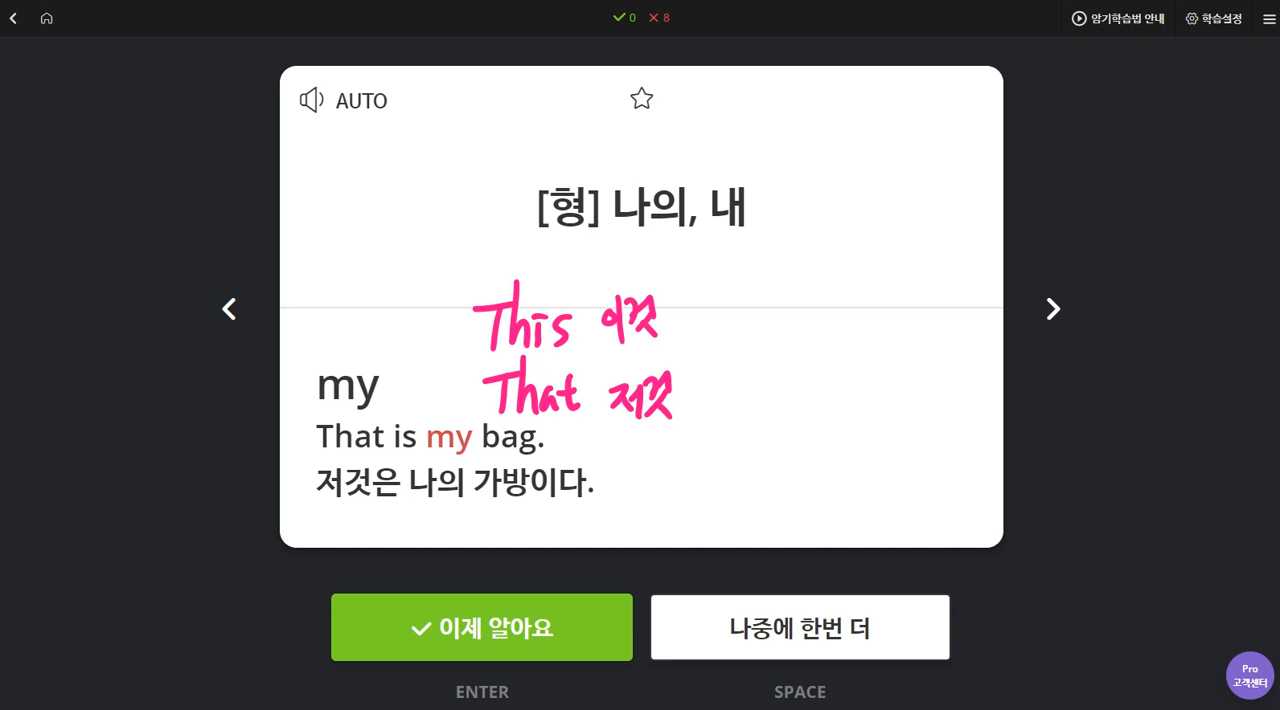 0 8 암기학습법 안내 학습설정
AUTO
[형] 나의, 내
This 이것
my
That 저것
That is my bag.
저것은 나의 가방이다.
이제 알아요 나중에 한번 더
ENTER SPACE
Pro
고객센터